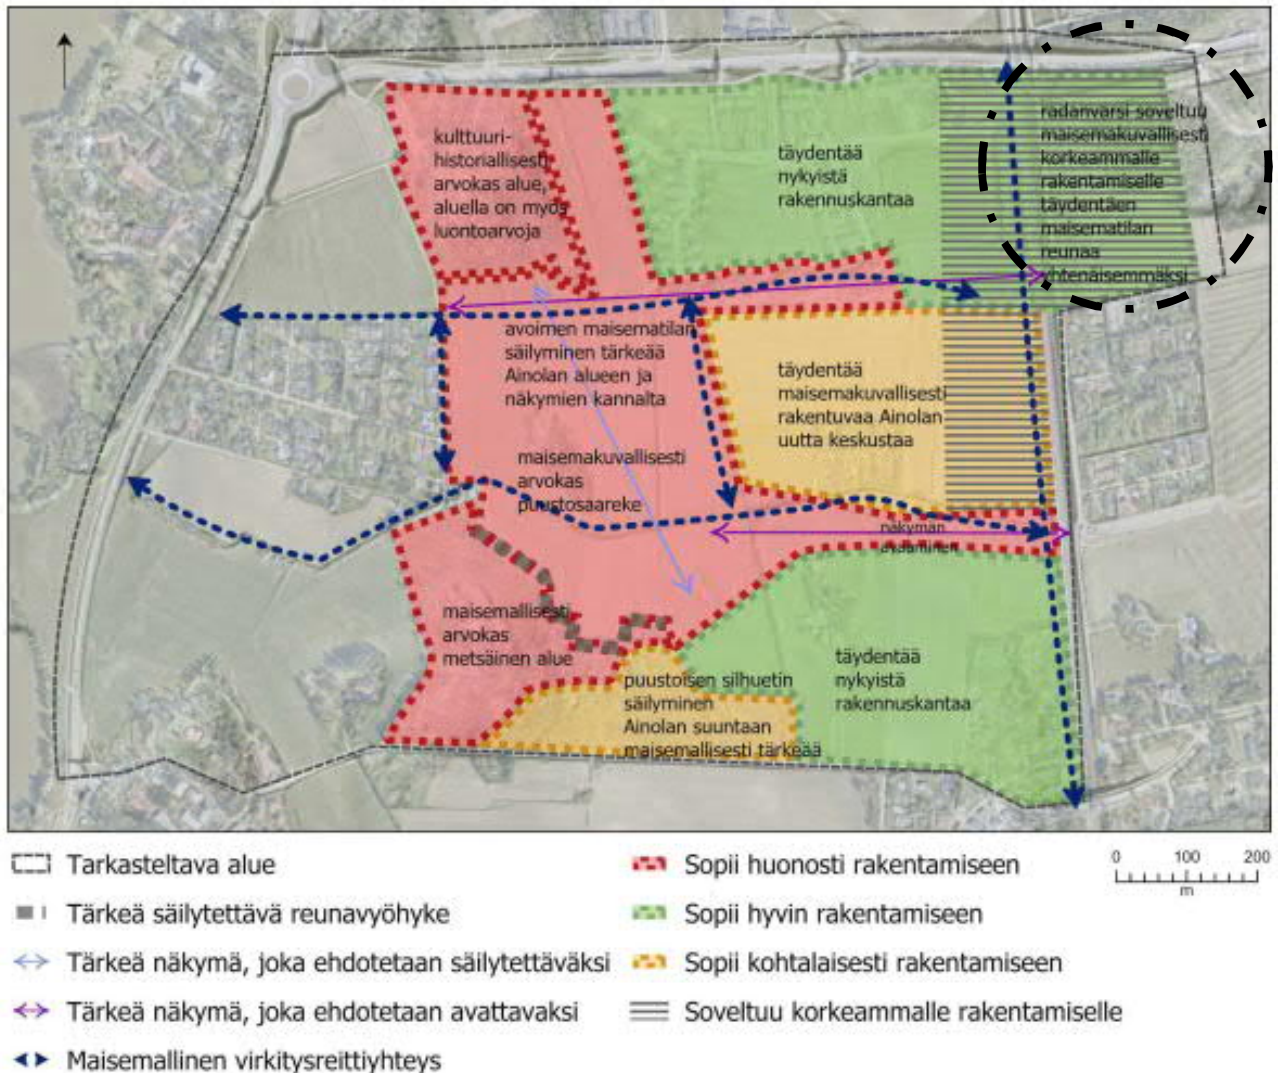 kulttuuri-
historiallisesti
arvokas alue,
aluella on myös
luontoarvoja
täydentää
nykyistä
rakennuskantaa
radanvarsi soveltuu
maisemakuvallisesti
korkeammalle
rakentamiselle
täydentäen
maisematilan
reunaa
yhtenäisemmäksi
avoimen maisematilan
säilyminen tärkeää
Ainolan alueen ja
näkymien kannalta
täydentää
maisemakuvallisesti
rakentuvaa Ainolan
uutta keskustaa
maisemakuvallisesti
arvokas
puustosaareke
näkymän
avaaminen
maisemallisesti
arvokas
metsäinen alue
puustoisen silhuetin
säilyminen
Ainolan suuntaan
maisemallisesti tärkeää
täydentää
nykyistä
rakennuskantaa
Tarkasteltava alue
Tärkeä säilytettävä reunavyöhyke
Tärkeä näkymä, joka ehdotetaan säilytettäväksi
Tärkeä näkymä, joka ehdotetaan avattavaksi
Maisemallinen virkitysreittiyhteys
Sopii huonosti rakentamiseen
Sopii hyvin rakentamiseen
Sopii kohtalaisesti rakentamiseen
Soveltuu korkeammalle rakentamiselle
0 100 200
m